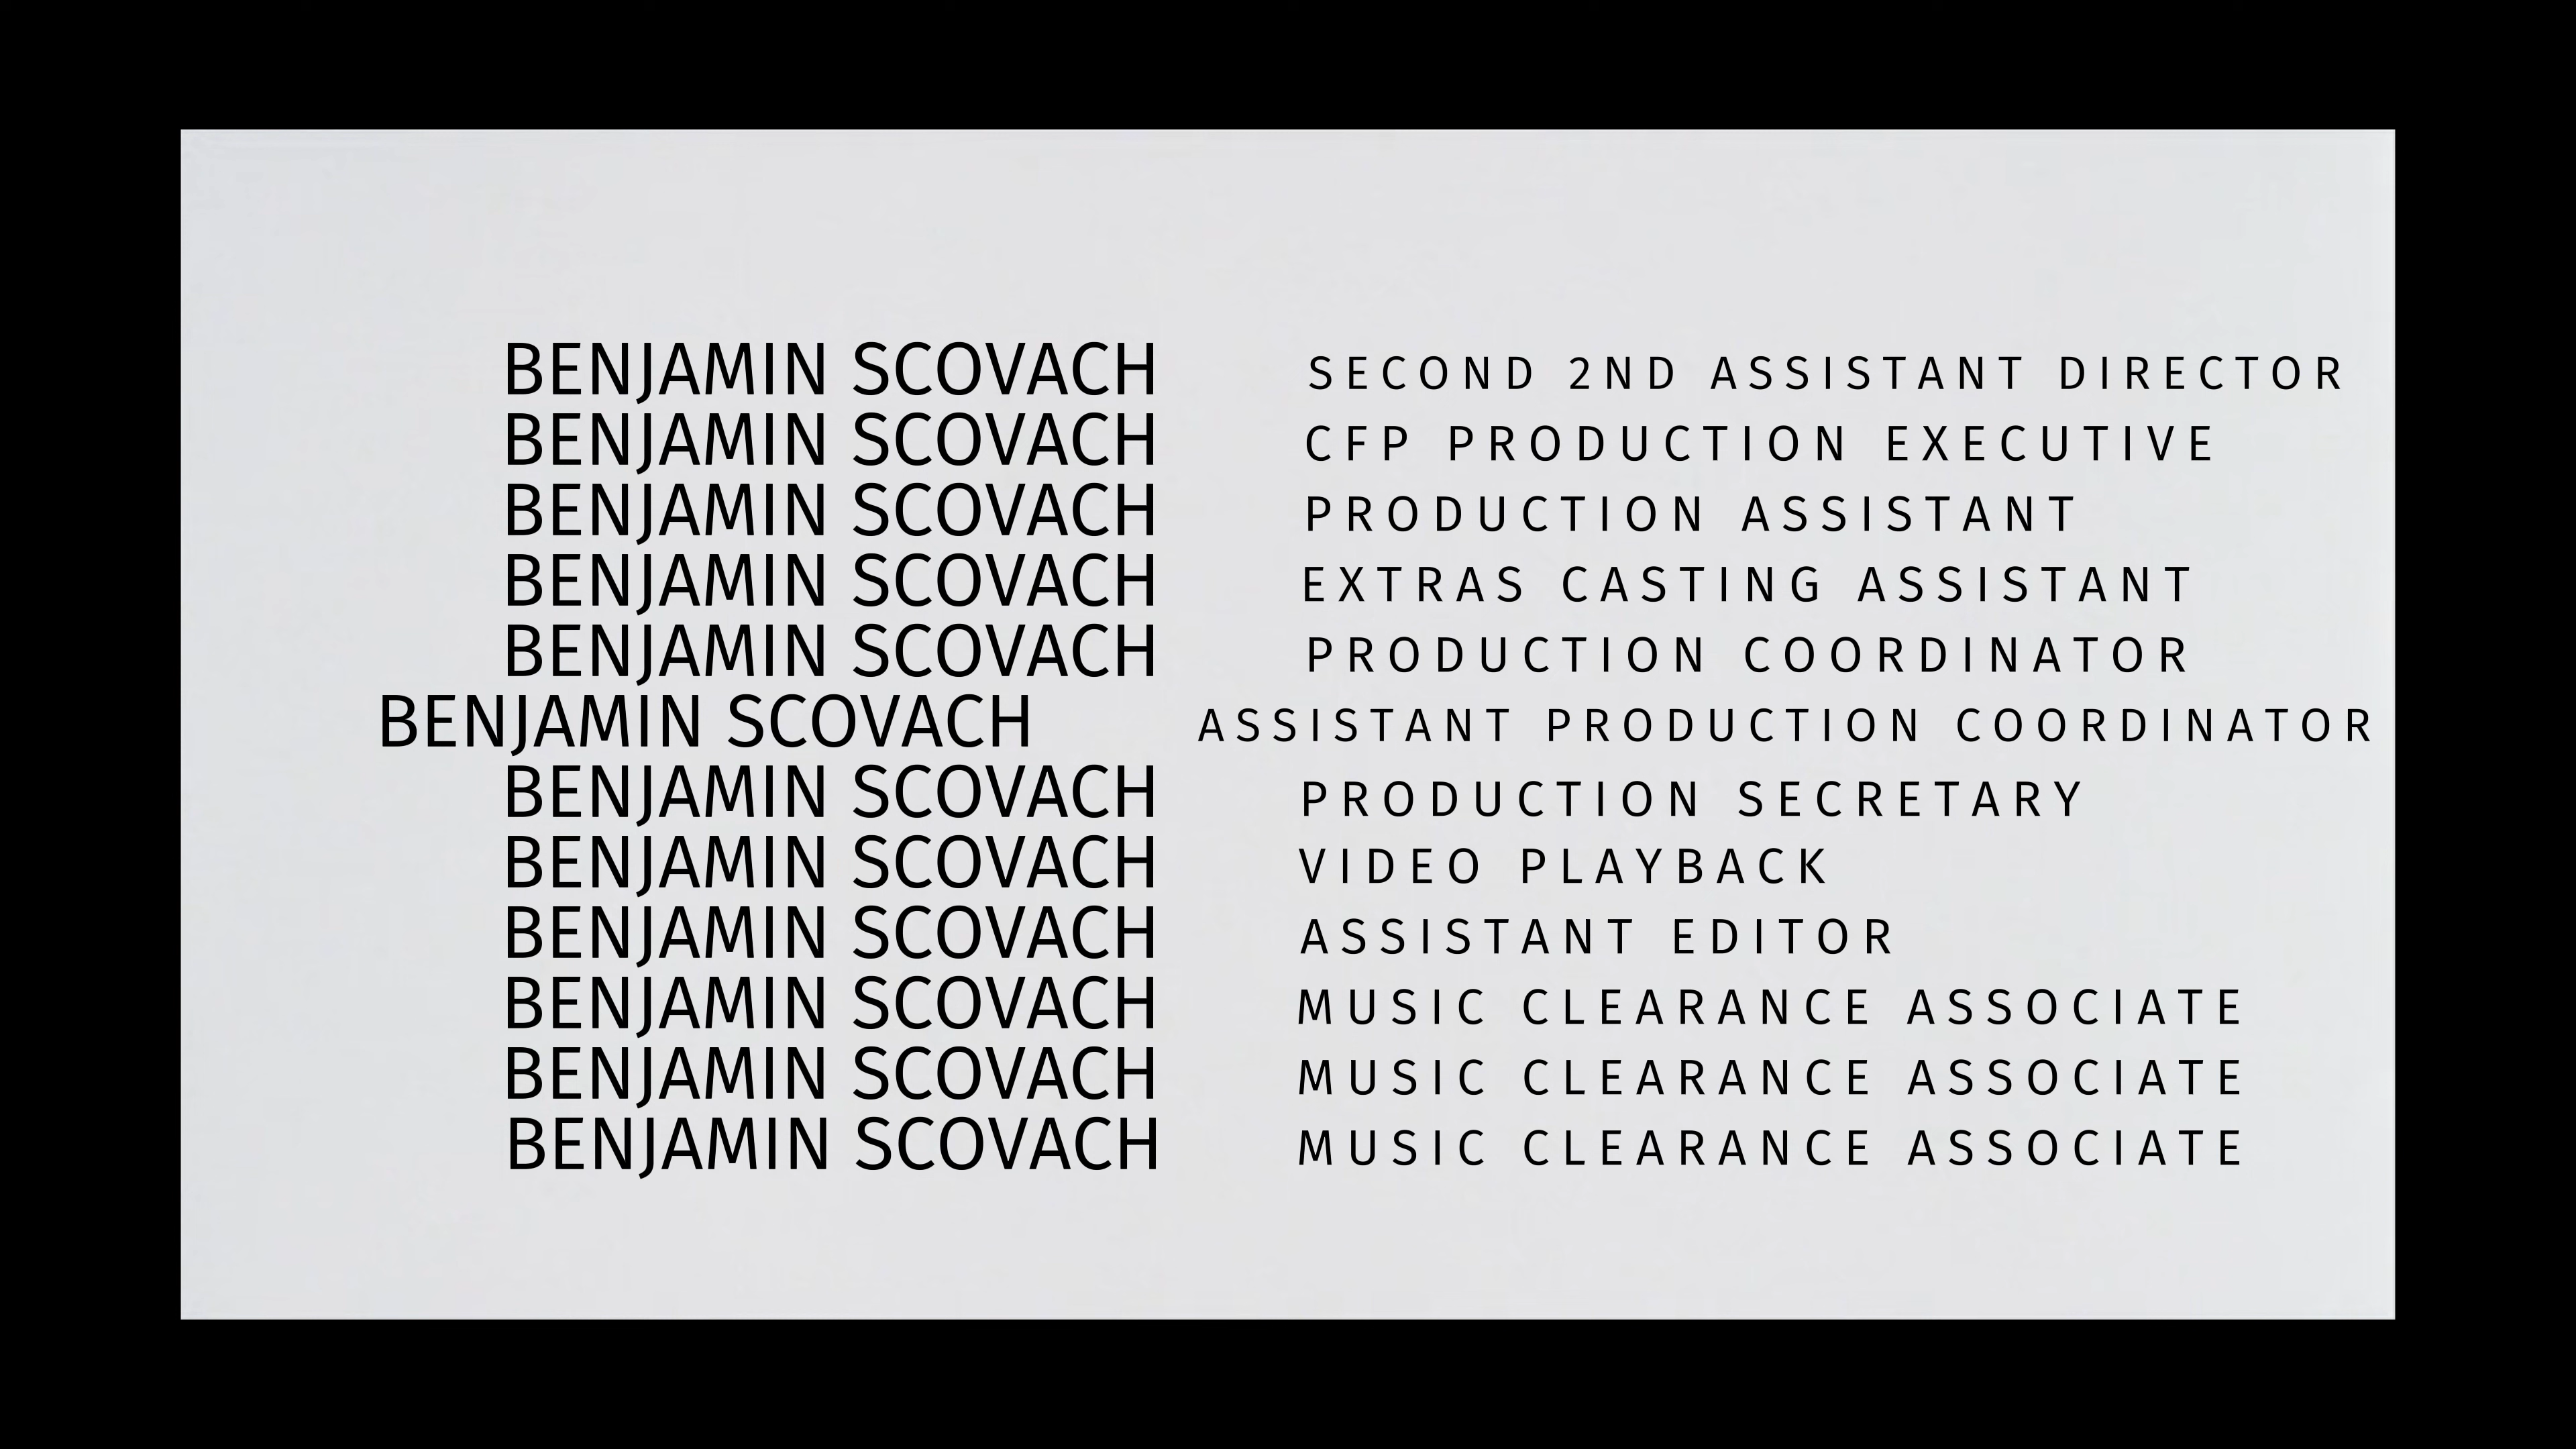 BENJAMIN SCOVACH SECOND 2ND ASSISTANT DIRECTOR
BENJAMIN SCOVACH CFP PRODUCTION EXECUTIVE
BENJAMIN SCOVACH PRODUCTION ASSISTANT
BENJAMIN SCOVACH EXTRAS CASTING ASSISTANT
BENJAMIN SCOVACH PRODUCTION COORDINATOR
BENJAMIN SCOVACH ASSISTANT PRODUCTION COORDINATOR
BENJAMIN SCOVACH PRODUCTION SECRETARY
BENJAMIN SCOVACH VIDEO PLAYBACK
BENJAMIN SCOVACH ASSISTANT EDITOR
BENJAMIN SCOVACH MUSIC CLEARANCE ASSOCIATE
BENJAMIN SCOVACH MUSIC CLEARANCE ASSOCIATE
BENJAMIN SCOVACH MUSIC CLEARANCE ASSOCIATE